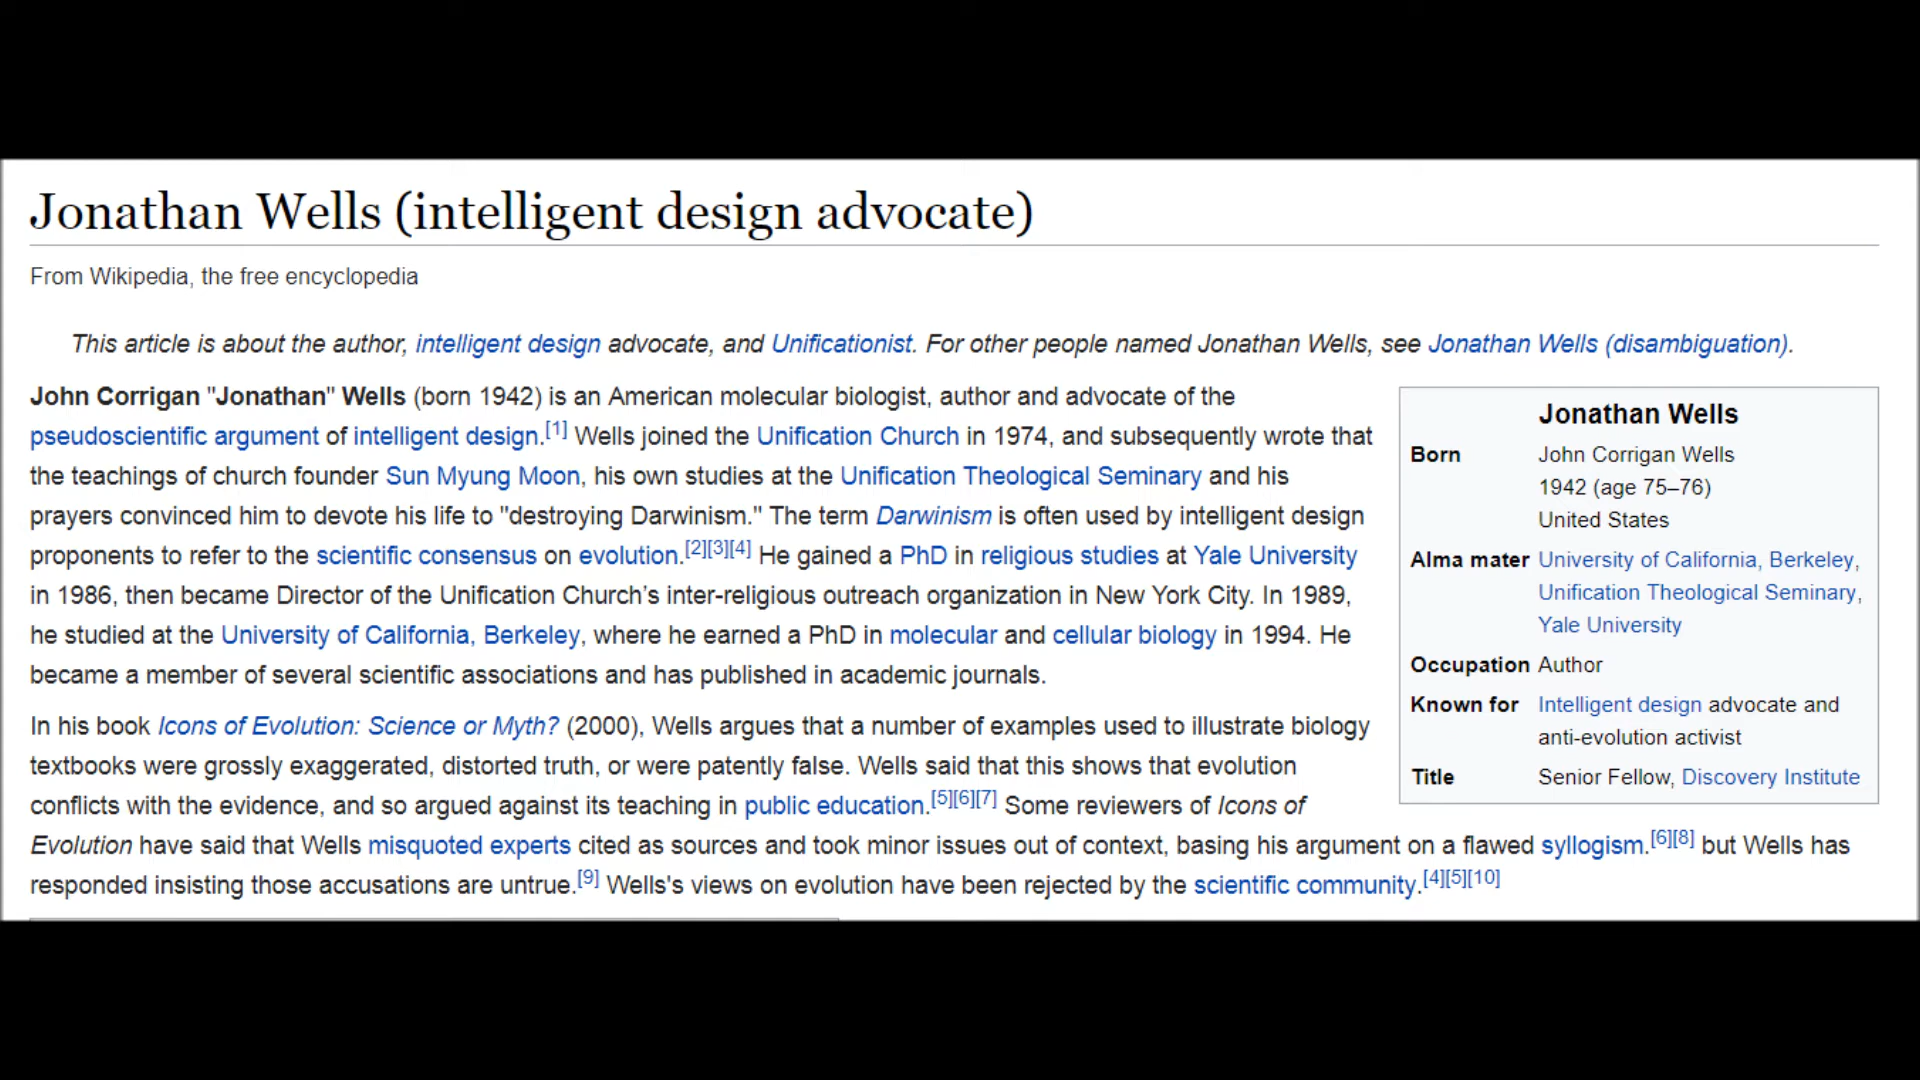 Jonathan Wells (intelligent design advocate)
From Wikipedia, the free encyclopedia
This article is about the author, intelligent design advocate, and Unificationist. For other people named Jonathan Wells, see Jonathan Wells (disambiguation).
John Corrigan "Jonathan" Wells (born 1942) is an American molecular biologist, author and advocate of the
pseudoscientific argument of intelligent design.[1] Wells joined the Unification Church in 1974, and subsequently wrote that
the teachings of church founder Sun Myung Moon, his own studies at the Unification Theological Seminary and his
prayers convinced him to devote his life to "destroying Darwinism." The term Darwinism is often used by intelligent design
proponents to refer to the scientific consensus on evolution.[2][3][4] He gained a PhD in religious studies at Yale University
in 1986, then became Director of the Unification Church’s inter-religious outreach organization in New York City. In 1989,
he studied at the University of California, Berkeley, where he earned a PhD in molecular and cellular biology in 1994. He
became a member of several scientific associations and has published in academic journals.
In his book Icons of Evolution: Science or Myth? (2000), Wells argues that a number of examples used to illustrate biology
textbooks were grossly exaggerated, distorted truth, or were patently false. Wells said that this shows that evolution
conflicts with the evidence, and so argued against its teaching in public education.[5][6][7] Some reviewers of Icons of
Evolution have said that Wells misquoted experts cited as sources and took minor issues out of context, basing his argument on a flawed syllogism.[6][8] but Wells has
responded insisting those accusations are untrue.[9] Wells's views on evolution have been rejected by the scientific community.[4][5][10]
Jonathan Wells
Born John Corrigan Wells
1942 (age 75–76)
United States
Alma mater University of California, Berkeley,
Unification Theological Seminary,
Yale University
Occupation Author
Known for Intelligent design advocate and
anti-evolution activist
Title Senior Fellow, Discovery Institute